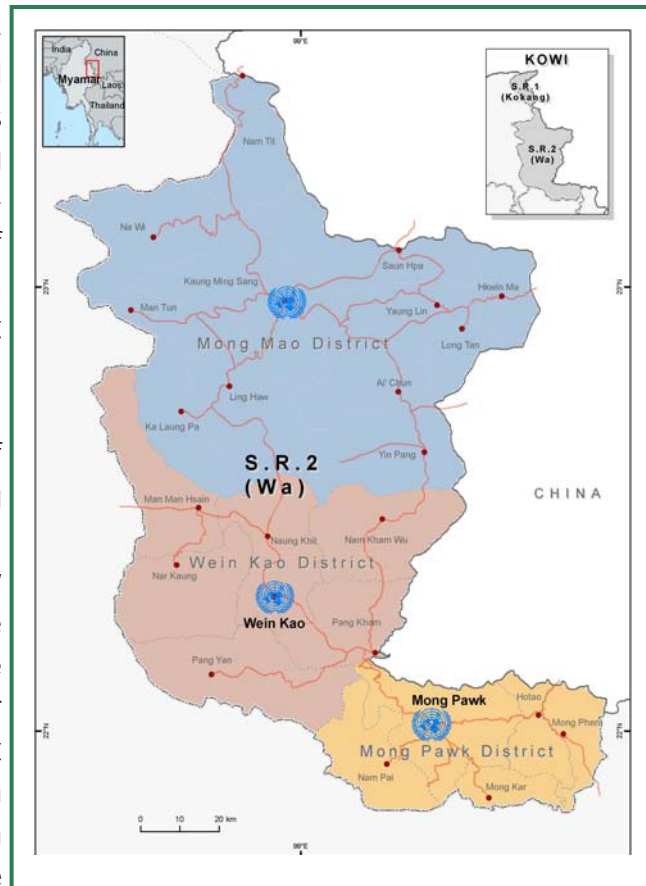 99°E
India
China
Myamar
Laos
Thailand
KOWI
S.R.1
(Kokang)
S.R.2
(Wa)
Nam Tit
Na Wi
Saun Hpa
Kaung Ming Sang
Hkwin Ma
23°N
23°N
Man Tun
Yaung Lin
Mong Mao District
Long Tan
Ling Haw
Ai' Chun
Ka Laung Pa
Yin Pang
S.R.2
(Wa)
CHINA
Man Man Hsain
Nam Kham Wu
Naung Khit
Wein Kao District
Nar Kaung
Wein Kao
Pang Kham
Pang Yan
Mong Pawk
Hotao
22°N
22°N
Mong Phen
Mong Pawk District
Nam Pai
Mong Kar
0 10 20 km
99°E